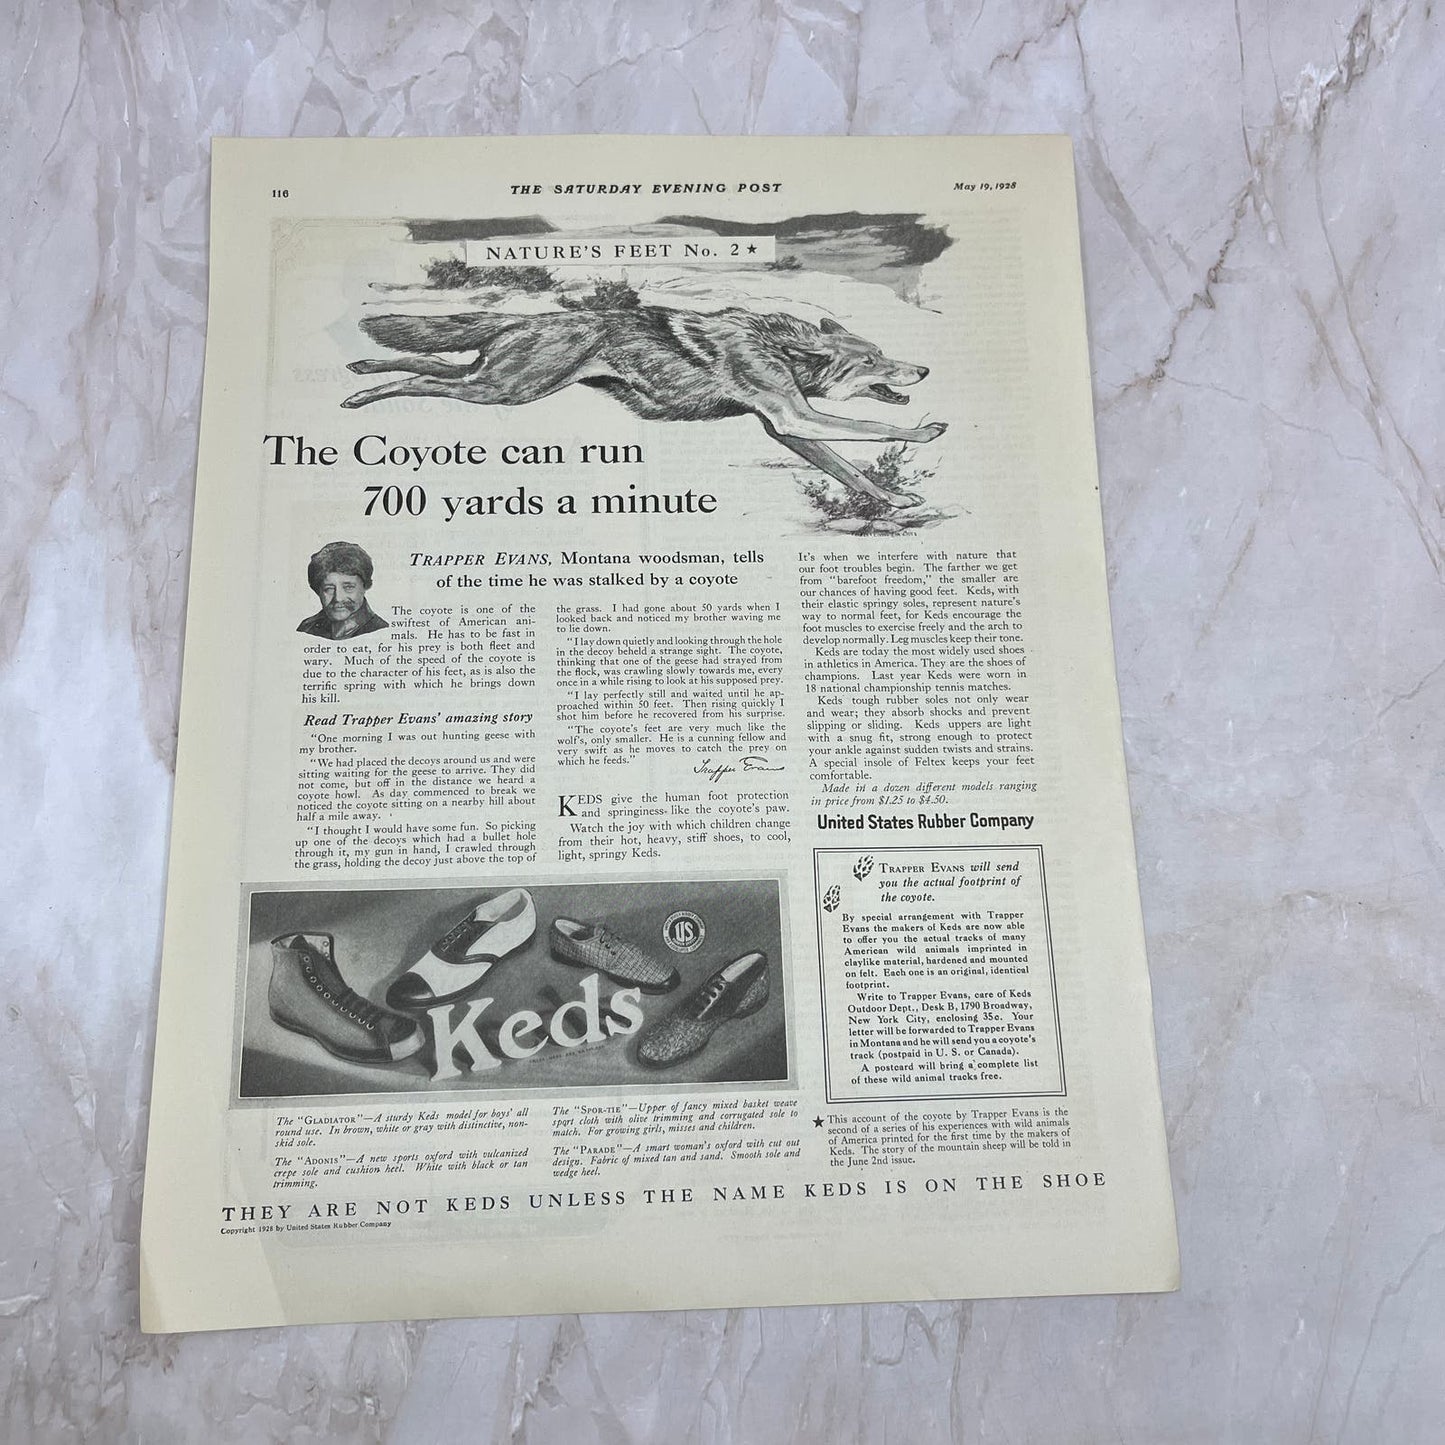 116
THE SATURDAY EVENING POST
May 19, 1928
NATURE'S FEET No. 2 ★
The Coyote can run
700 yards a minute
TRAPPER EVANS, Montana woodsman, tells
of the time he was stalked by a coyote
The coyote is one of the
swiftest of American ani-
mals. He has to be fast in
order to eat, for his prey is both fleet and
wary. Much of the speed of the coyote is
due to the character of his feet, as is also the
terrific spring with which he brings down
his kill.
Read Trapper Evans' amazing story
"One morning I was out hunting geese with
my brother.
"We had placed the decoys around us and were
sitting waiting for the geese to arrive. They did
not come, but off in the distance we heard a
coyote howl. As day commenced to break we
noticed the coyote sitting on a nearby hill about
half a mile away.
"I thought I would have some fun. So picking
up one of the decoys which had a bullet hole
through it, my gun in hand, I crawled through
the grass, holding the decoy just above the top of
the grass. I had gone about 50 yards when I
looked back and noticed my brother waving me
to lie down.
"I lay down quietly and looking through the hole
in the decoy beheld a strange sight. The coyote,
thinking that one of the geese had strayed from
the flock, was crawling slowly towards me, every
once in a while rising to look at his supposed prey.
"I lay perfectly still and waited until he ap-
proached within 50 feet. Then rising quickly I
shot him before he recovered from his surprise.
"The coyote's feet are very much like the
wolf's, only smaller. He is a cunning fellow and
very swift as he moves to catch the prey on
which he feeds."
Trapper Evans
KEDS give the human foot protection
and springiness like the coyote's paw.
Watch the joy with which children change
from their hot, heavy, stiff shoes, to cool,
light, springy Keds.
It's when we interfere with nature that
our foot troubles begin. The farther we get
from "barefoot freedom," the smaller are
our chances of having good feet. Keds, with
their elastic springy soles, represent nature's
way to normal feet, for Keds encourage the
foot muscles to exercise freely and the arch to
develop normally. Leg muscles keep their tone.
Keds are today the most widely used shoes
in athletics in America. They are the shoes of
champions. Last year Keds were worn in
18 national championship tennis matches.
Keds' tough rubber soles not only wear
and wear; they absorb shocks and prevent
slipping or sliding. Keds uppers are light
with a snug fit, strong enough to protect
your ankle against sudden twists and strains.
A special insole of Feltex keeps your feet
comfortable.
Made in a dozen different models ranging
in price from $1.25 to $4.50.
United States Rubber Company
TRAPPER EVANS will send
you the actual footprint of
the coyote.
By special arrangement with Trapper
Evans the makers of Keds are now able
to offer you the actual tracks of many
American wild animals imprinted in
claylike material, hardened and mounted
on felt. Each one is an original, identical
footprint.
Write to Trapper Evans, care of Keds
Outdoor Dept., Desk B, 1790 Broadway,
New York City, enclosing 35c. Your
letter will be forwarded to Trapper Evans
in Montana and he will send you a coyote's
track (postpaid in U. S. or Canada).
A postcard will bring a complete list
of these wild animal tracks free.
US
Keds
The "GLADIATOR"—A sturdy Keds model for boys' all
round use. In brown, white or gray with distinctive, non-
skid sole.
The "ADONIS"—A new sports oxford with vulcanized
crepe sole and cushion heel. White with black or tan
trimming.
The "SPOR-TIE"—Upper of fancy mixed basket weave
sport cloth with olive trimming and corrugated sole to
match. For growing girls, misses and children.
The "PARADE"—A smart woman's oxford with cut out
design. Fabric of mixed tan and sand. Smooth sole and
wedge heel.
★ This account of the coyote by Trapper Evans is the
second of a series of his experiences with wild animals
of America printed for the first time by the makers of
Keds. The story of the mountain sheep will be told in
the June 2nd issue.
THEY ARE NOT KEDS UNLESS THE NAME KEDS IS ON THE SHOE
Copyright 1928 by United States Rubber Company